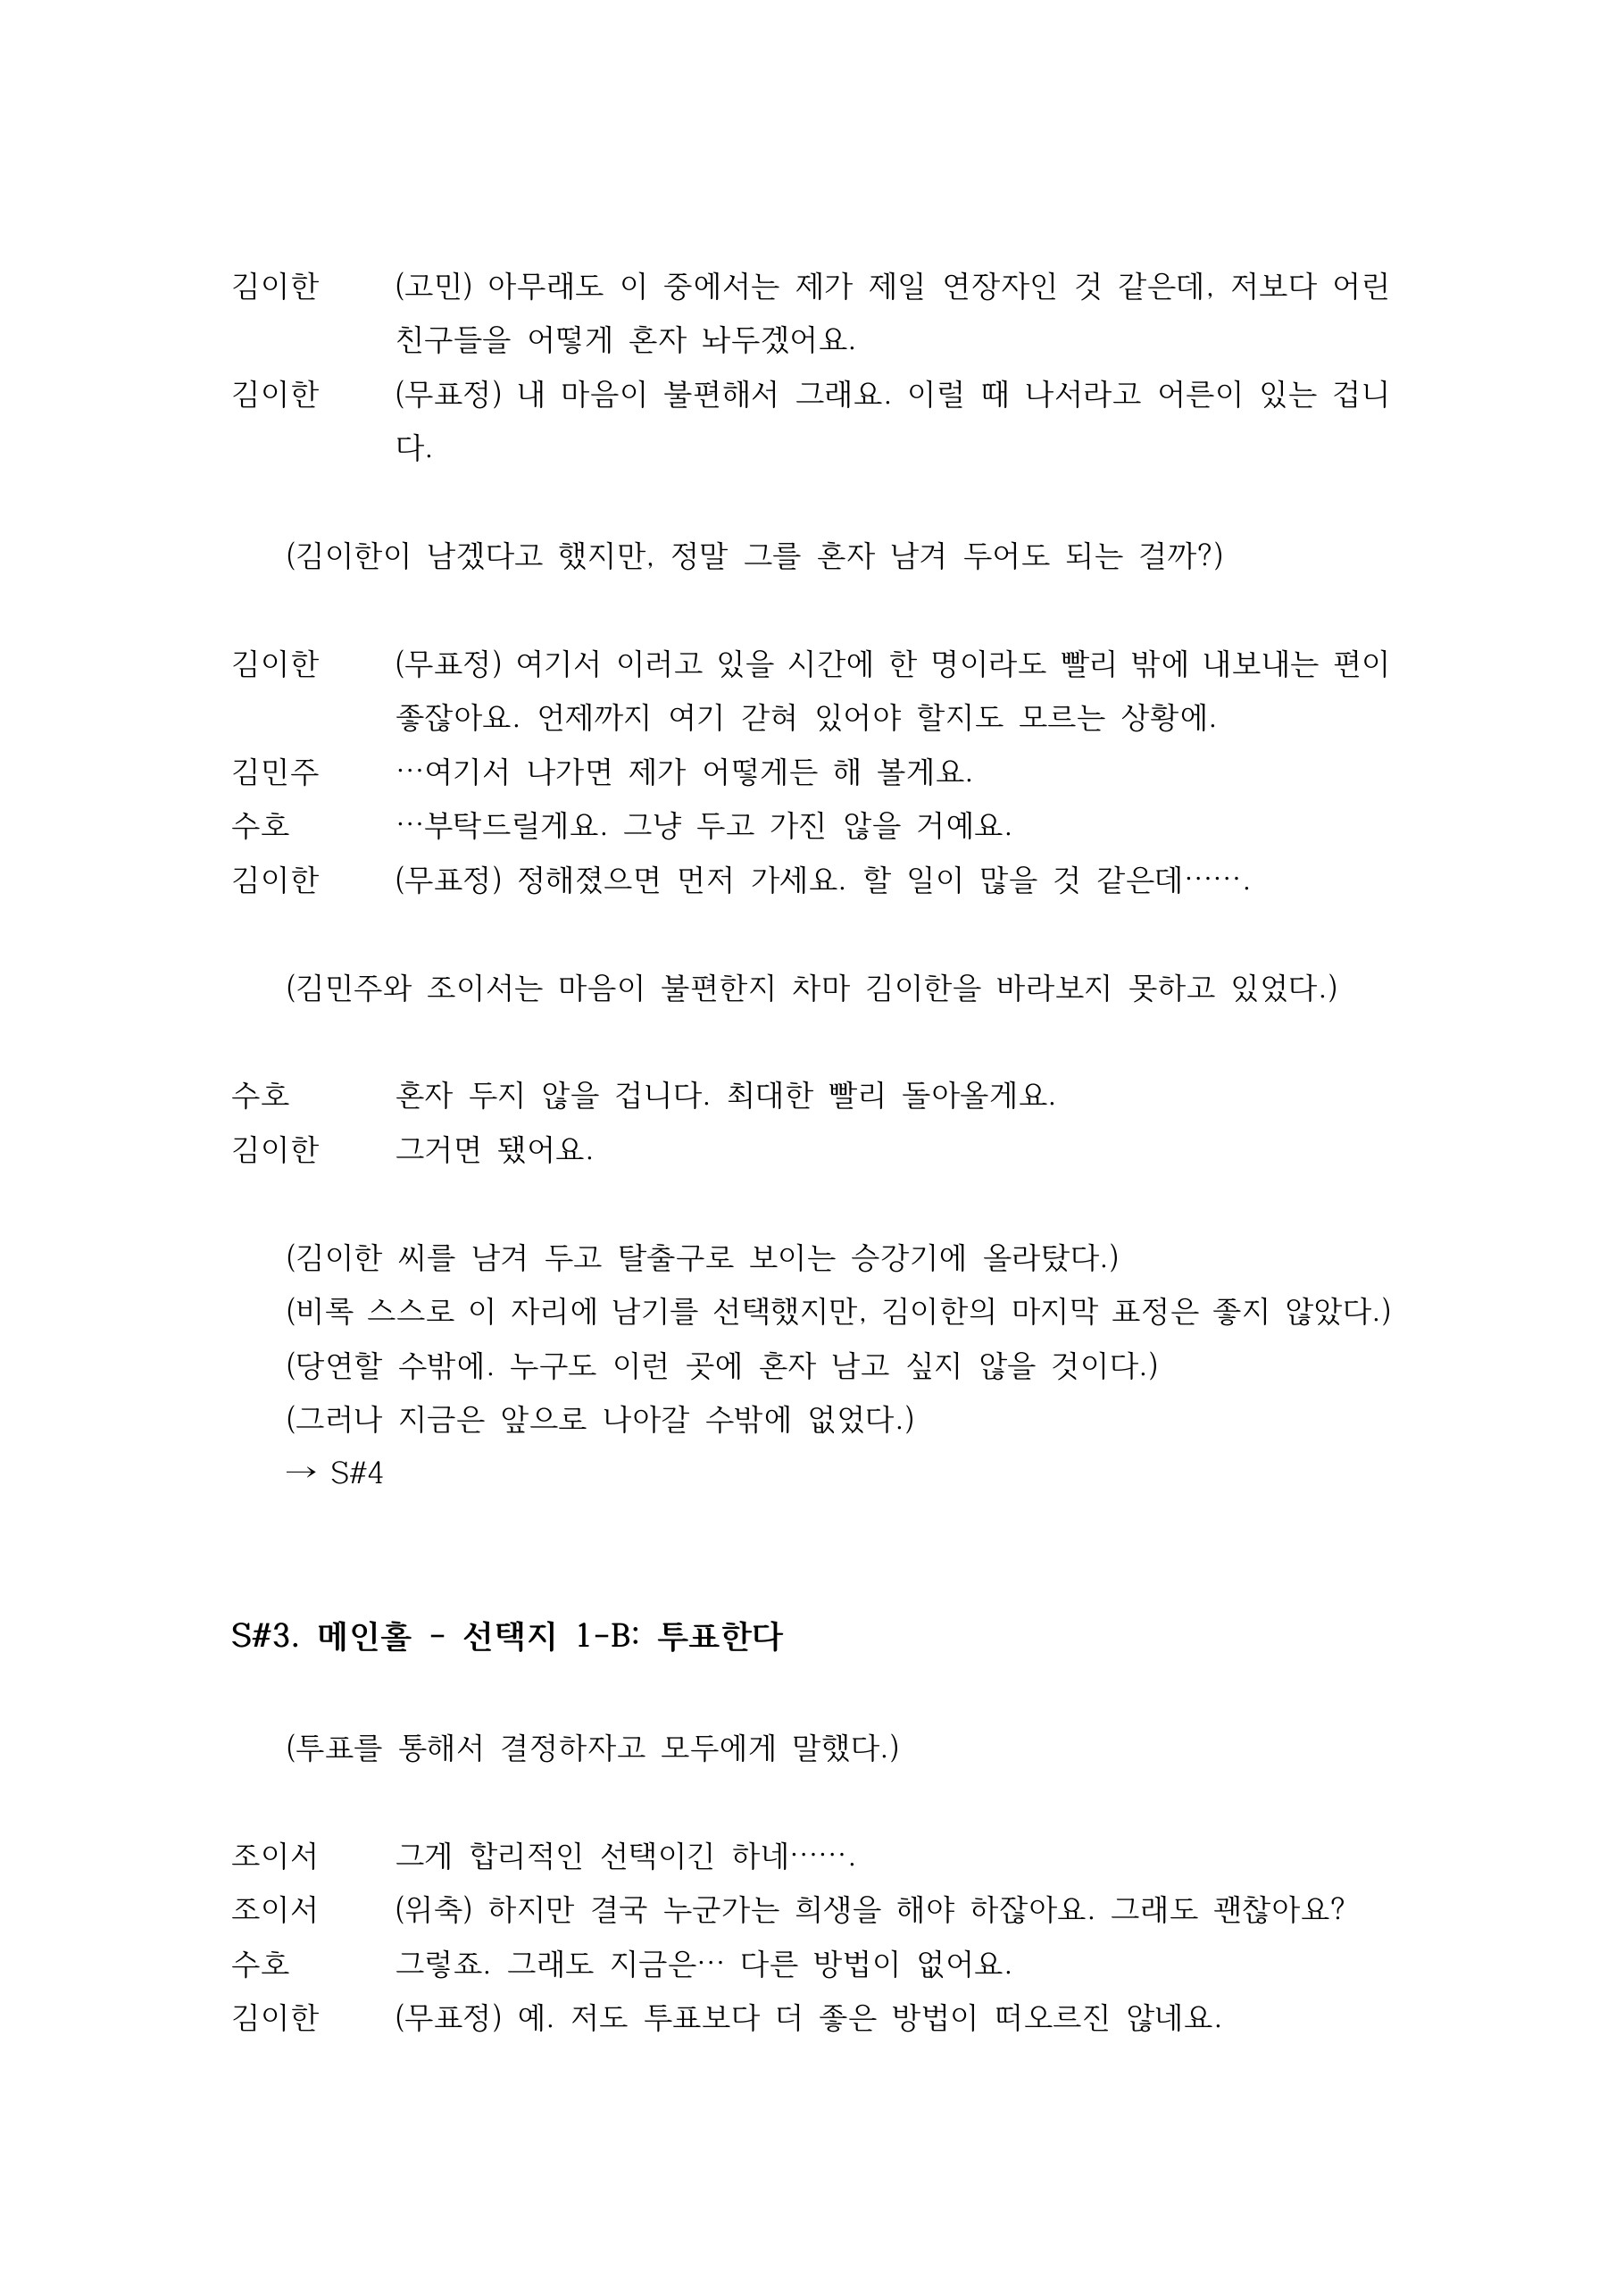 김이한 (고민) 아무래도 이 중에서는 제가 제일 연장자인 것 같은데, 저보다 어린
친구들을 어떻게 혼자 놔두겠어요.
김이한 (무표정) 내 마음이 불편해서 그래요. 이럴 때 나서라고 어른이 있는 겁니
다.
(김이한이 남겠다고 했지만, 정말 그를 혼자 남겨 두어도 되는 걸까?)
김이한 (무표정) 여기서 이러고 있을 시간에 한 명이라도 빨리 밖에 내보내는 편이
좋잖아요. 언제까지 여기 갇혀 있어야 할지도 모르는 상황에.
김민주 …여기서 나가면 제가 어떻게든 해 볼게요.
수호 …부탁드릴게요. 그냥 두고 가진 않을 거예요.
김이한 (무표정) 정해졌으면 먼저 가세요. 할 일이 많을 것 같은데…….
(김민주와 조이서는 마음이 불편한지 차마 김이한을 바라보지 못하고 있었다.)
수호 혼자 두지 않을 겁니다. 최대한 빨리 돌아올게요.
김이한 그거면 됐어요.
(김이한 씨를 남겨 두고 탈출구로 보이는 승강기에 올라탔다.)
(비록 스스로 이 자리에 남기를 선택했지만, 김이한의 마지막 표정은 좋지 않았다.)
(당연할 수밖에. 누구도 이런 곳에 혼자 남고 싶지 않을 것이다.)
(그러나 지금은 앞으로 나아갈 수밖에 없었다.)
→ S#4
S#3. 메인홀 - 선택지 1-B: 투표한다
(투표를 통해서 결정하자고 모두에게 말했다.)
조이서 그게 합리적인 선택이긴 하네…….
조이서 (위축) 하지만 결국 누군가는 희생을 해야 하잖아요. 그래도 괜찮아요?
수호 그렇죠. 그래도 지금은… 다른 방법이 없어요.
김이한 (무표정) 예. 저도 투표보다 더 좋은 방법이 떠오르진 않네요.